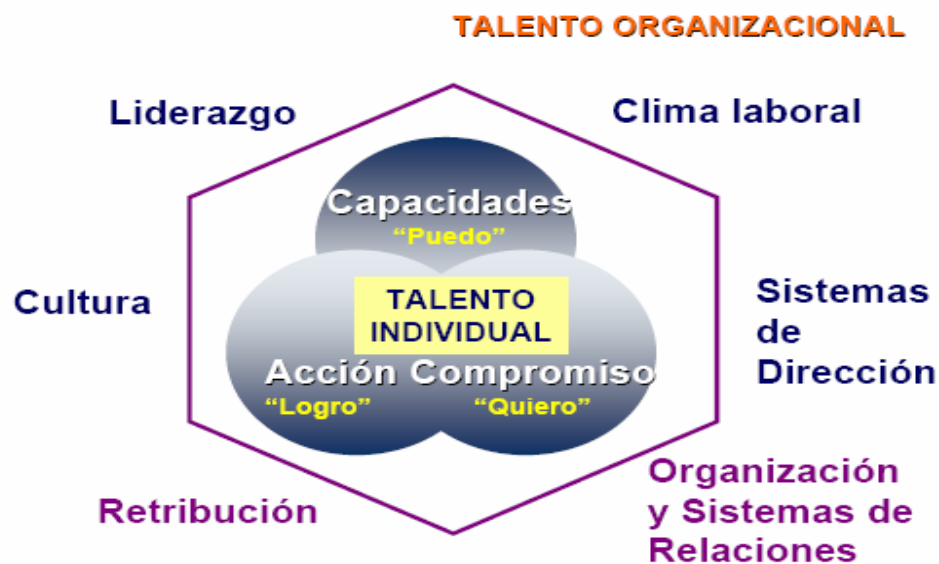 TALENTO ORGANIZACIONAL
Liderazgo
Clima laboral
Capacidades
“Puedo”
Cultura
TALENTO
INDIVIDUAL
Sistemas
de
Dirección
Acción Compromiso
“Logro” “Quiero”
Retribución
Organización
y Sistemas de
Relaciones